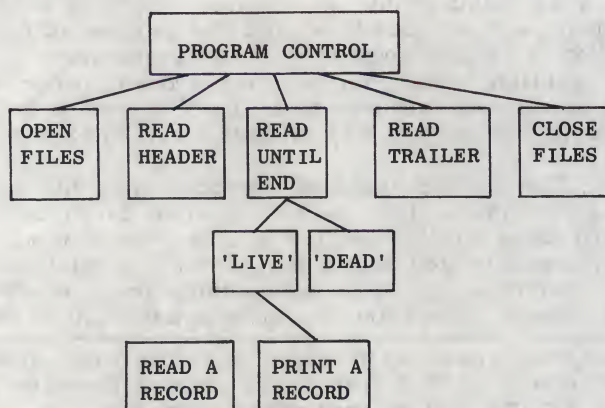 PROGRAM CONTROL
OPEN
FILES
READ
HEADER
READ
UNTIL
END
READ
TRAILER
CLOSE
FILES
'LIVE'
'DEAD'
READ A
RECORD
PRINT A
RECORD